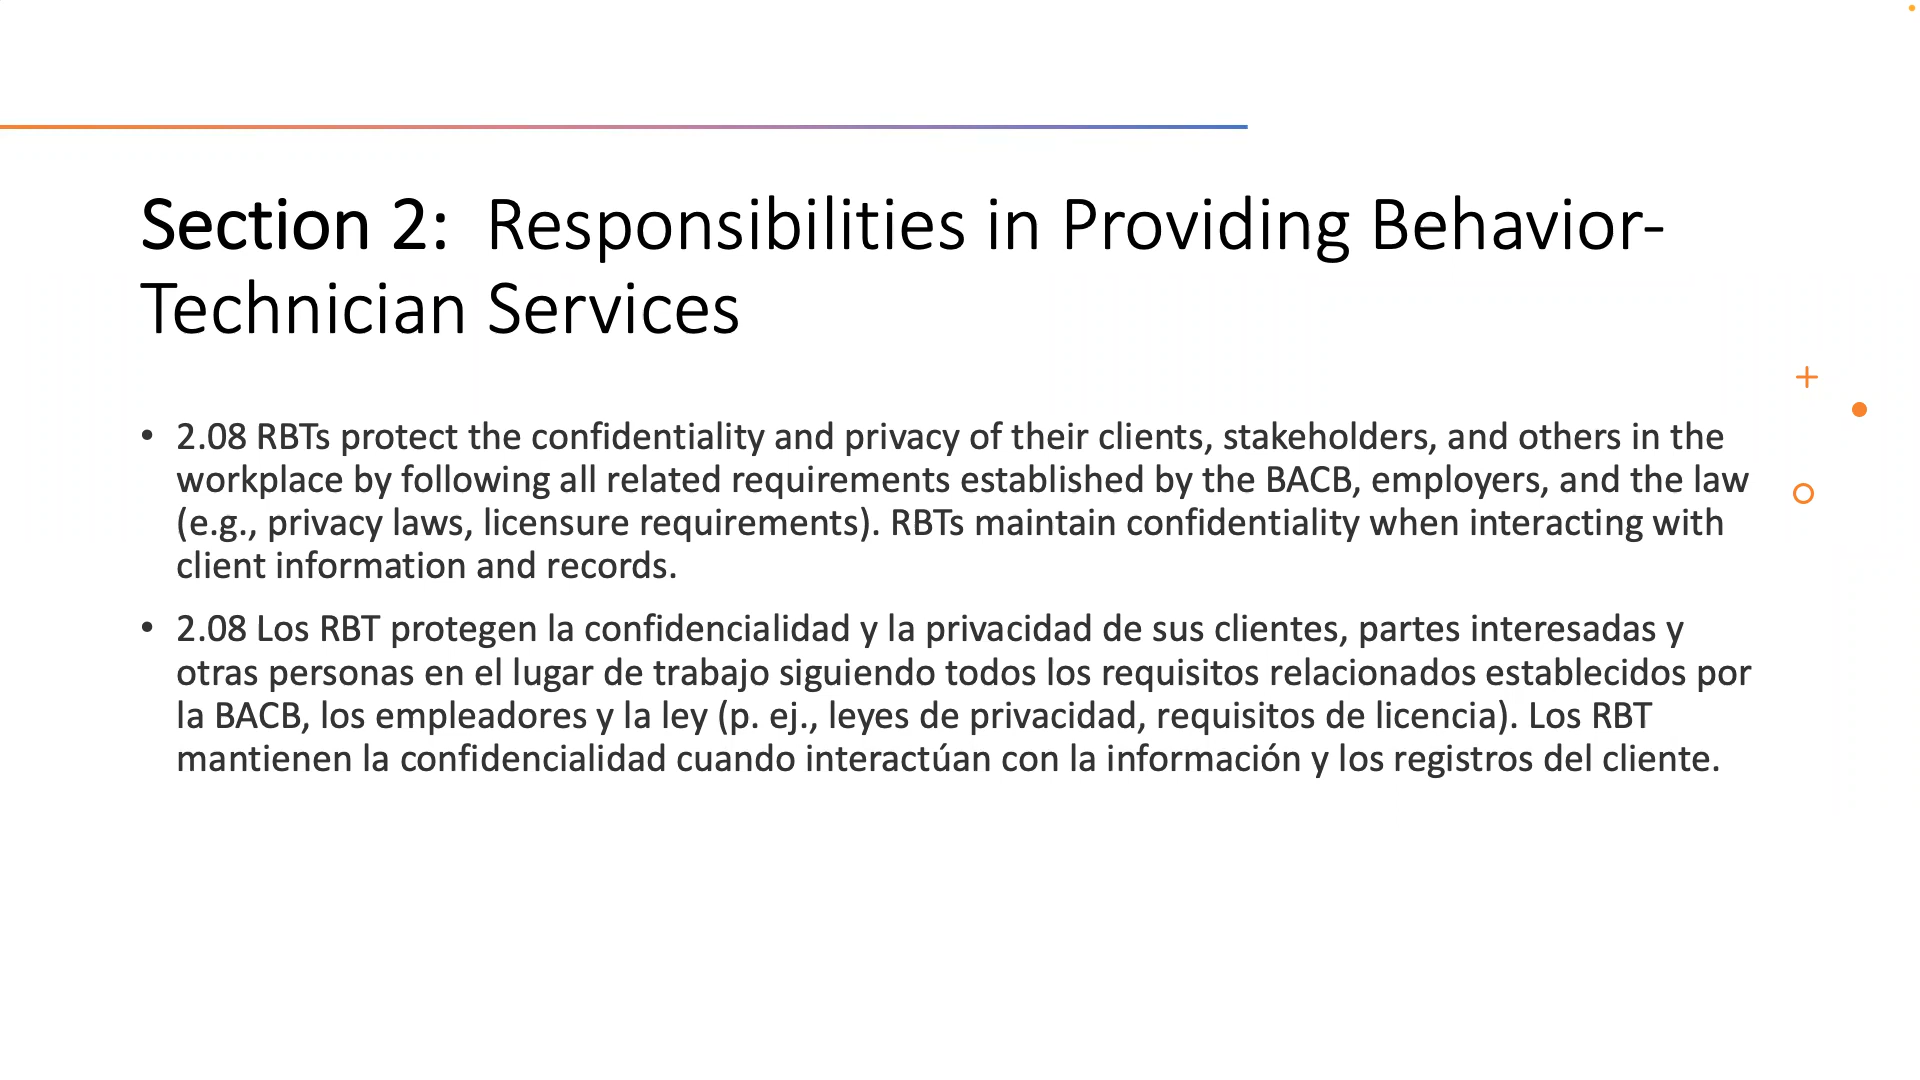 Section 2:  Responsibilities in Providing Behavior-
Technician Services
• 2.08 RBTs protect the confidentiality and privacy of their clients, stakeholders, and others in the
workplace by following all related requirements established by the BACB, employers, and the law
(e.g., privacy laws, licensure requirements). RBTs maintain confidentiality when interacting with
client information and records.
• 2.08 Los RBT protegen la confidencialidad y la privacidad de sus clientes, partes interesadas y
otras personas en el lugar de trabajo siguiendo todos los requisitos relacionados establecidos por
la BACB, los empleadores y la ley (p. ej., leyes de privacidad, requisitos de licencia). Los RBT
mantienen la confidencialidad cuando interactúan con la información y los registros del cliente.